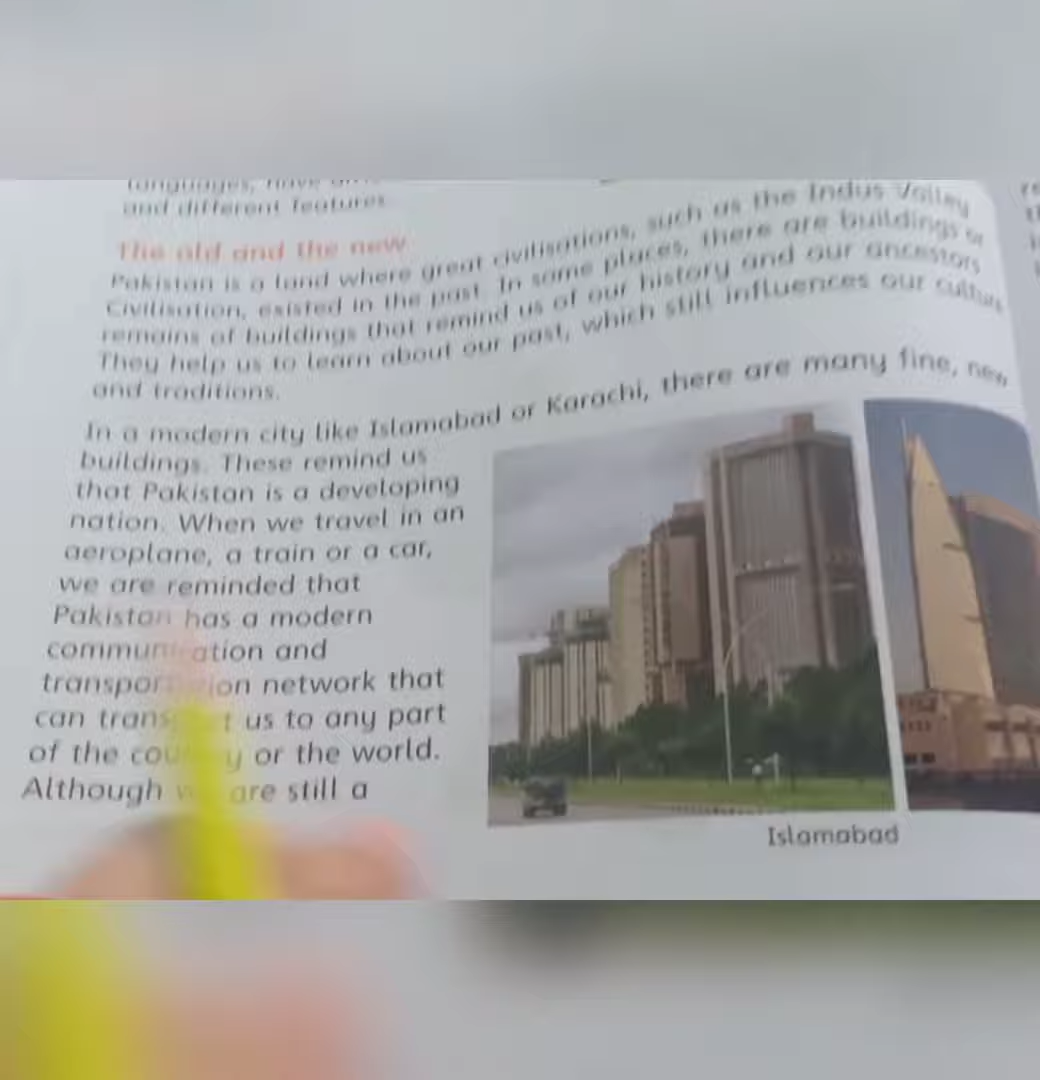 languages, have
and different features
The old and the new
Pakistan is a land where great civilisations, such as the Indus Valley
Civilisation, existed in the past. In some places, there are buildings or
remains of buildings that remind us of our history and our ancestors
They help us to learn about our past, which still influences our culture
and traditions.
In a modern city like Islamabad or Karachi, there are many fine, new
buildings. These remind us
that Pakistan is a developing
nation. When we travel in an
aeroplane, a train or a car,
we are reminded that
Pakistan has a modern
communication and
transportation network that
can transport us to any part
of the country or the world.
Although we are still a
Islamabad